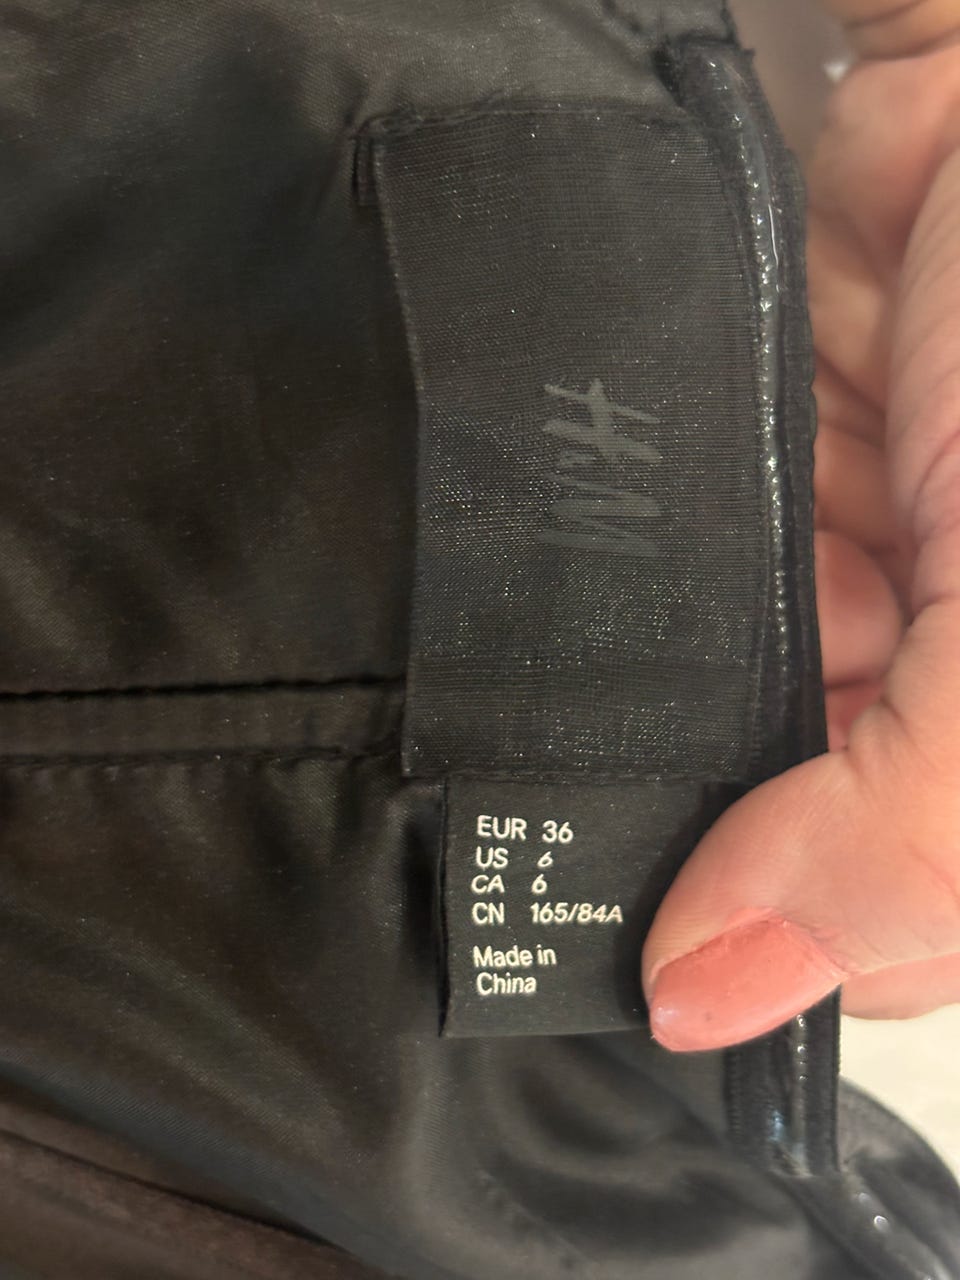 H&M
EUR 36
US 6
CA 6
CN 165/84A
Made in
China